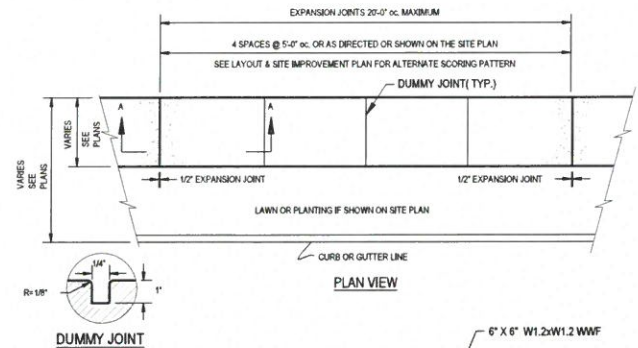 EXPANSION JOINTS 20'-0" oc. MAXIMUM
4 SPACES @ 5'-0" oc. OR AS DIRECTED OR SHOWN ON THE SITE PLAN
SEE LAYOUT & SITE IMPROVEMENT PLAN FOR ALTERNATE SCORING PATTERN
DUMMY JOINT( TYP.)
A
A
VARIES
SEE
PLANS
VARIES
SEE
PLANS
1/2" EXPANSION JOINT
1/2" EXPANSION JOINT
LAWN OR PLANTING IF SHOWN ON SITE PLAN
CURB OR GUTTER LINE
PLAN VIEW
1/4"
R= 1/8"
1"
DUMMY JOINT
6" X 6" W1.2xW1.2 WWF